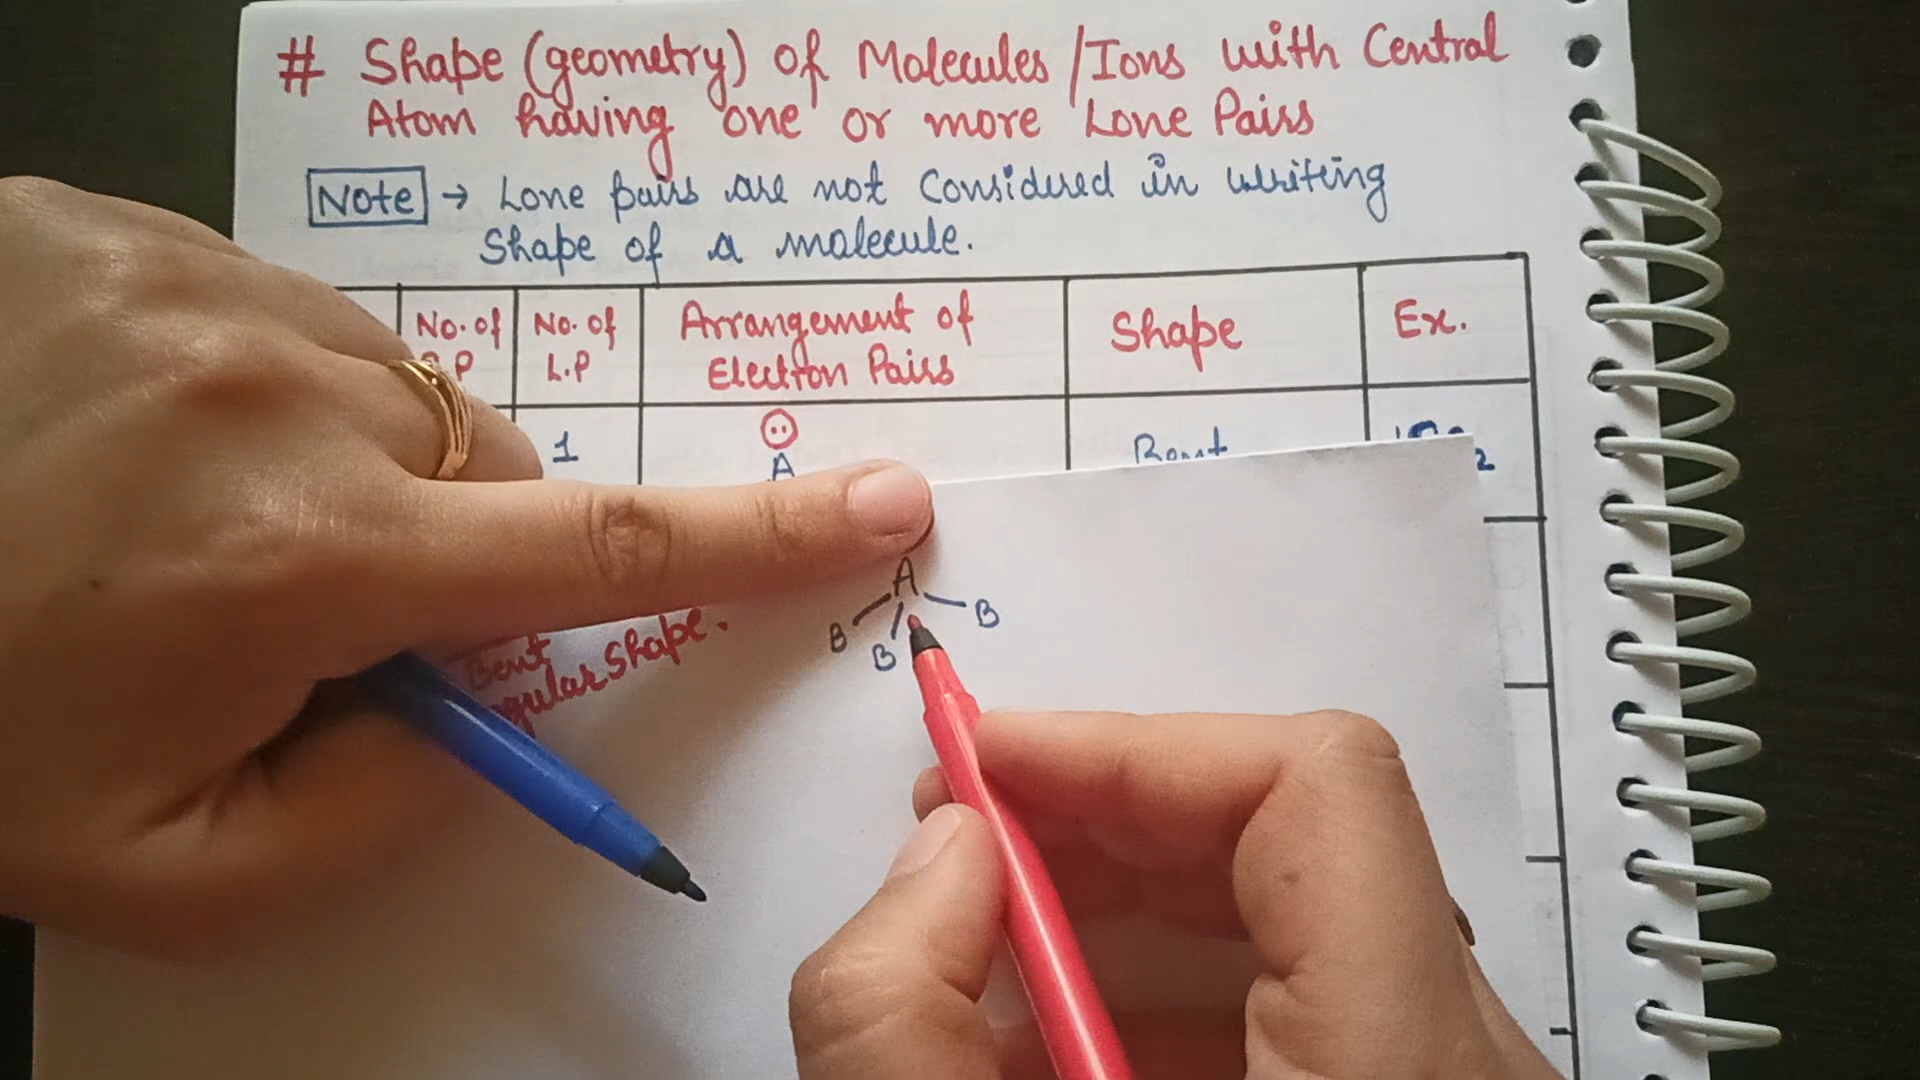 # Shape (geometry) of Molecules / Ions with Central
Atom having one or more Lone Pairs
Note → Lone pairs are not Considered in writing
Shape of a molecule.
No. of
P
No. of
L.P
Arrangement of
Electron Pairs
Shape
Ex.
1
A
Bent
2
A
B
B
B
Bent
Shape.